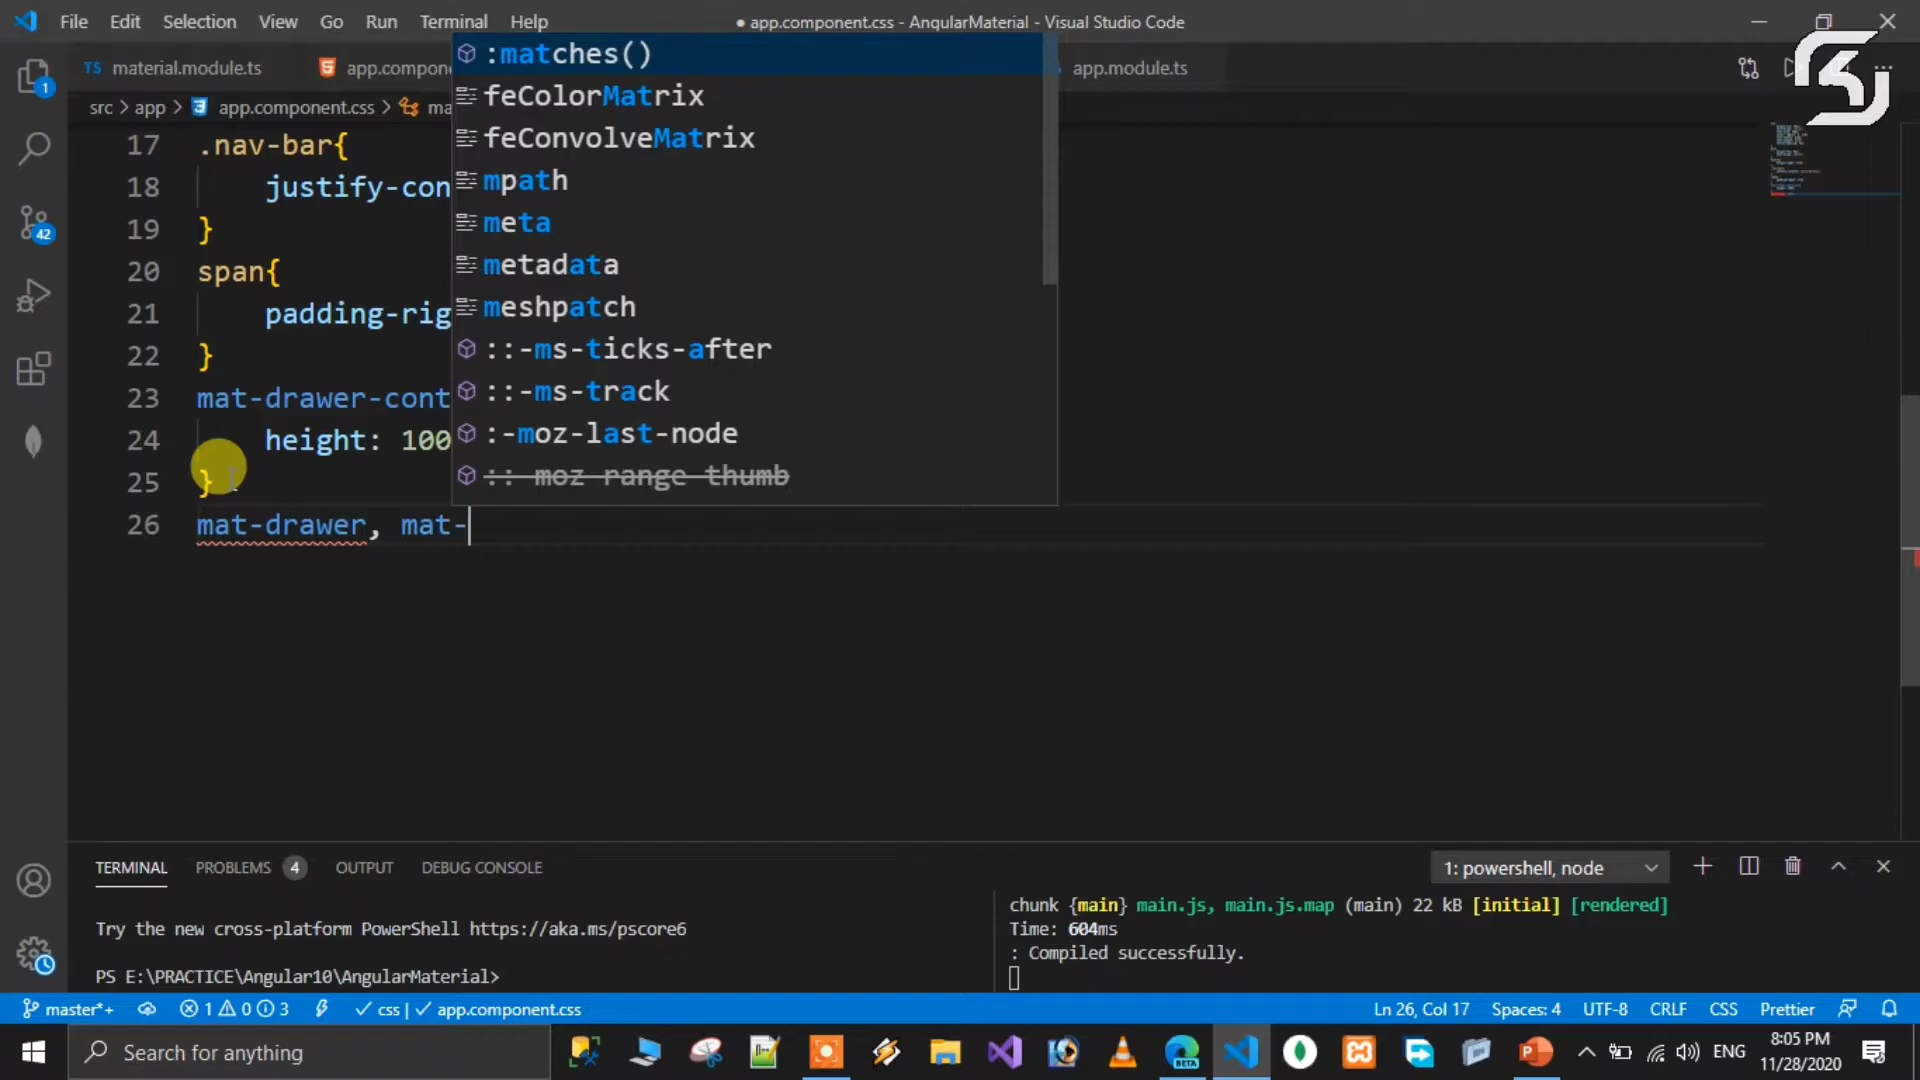 File Edit Selection View Go Run Terminal Help
● app.component.css - AngularMaterial - Visual Studio Code
TS material.module.ts
app.compon
app.module.ts
src > app > app.component.css > ma
17 .nav-bar{
18 justify-con
19 }
20 span{
21 padding-rig
22 }
23 mat-drawer-cont
24 height: 100
25 }
26 mat-drawer, mat-
:matches()
feColorMatrix
feConvolveMatrix
mpath
meta
metadata
meshpatch
::-ms-ticks-after
::-ms-track
:-moz-last-node
::-moz-range-thumb
1
42
TERMINAL PROBLEMS 4 OUTPUT DEBUG CONSOLE
1: powershell, node
Try the new cross-platform PowerShell https://aka.ms/pscore6
PS E:\PRACTICE\Angular10\AngularMaterial>
chunk {main} main.js, main.js.map (main) 22 kB [initial] [rendered]
Time: 604ms
: Compiled successfully.
master*+ 1 0 3 css | app.component.css
Ln 26, Col 17 Spaces: 4 UTF-8 CRLF CSS Prettier
Search for anything
BETA
ENG
8:05 PM
11/28/2020